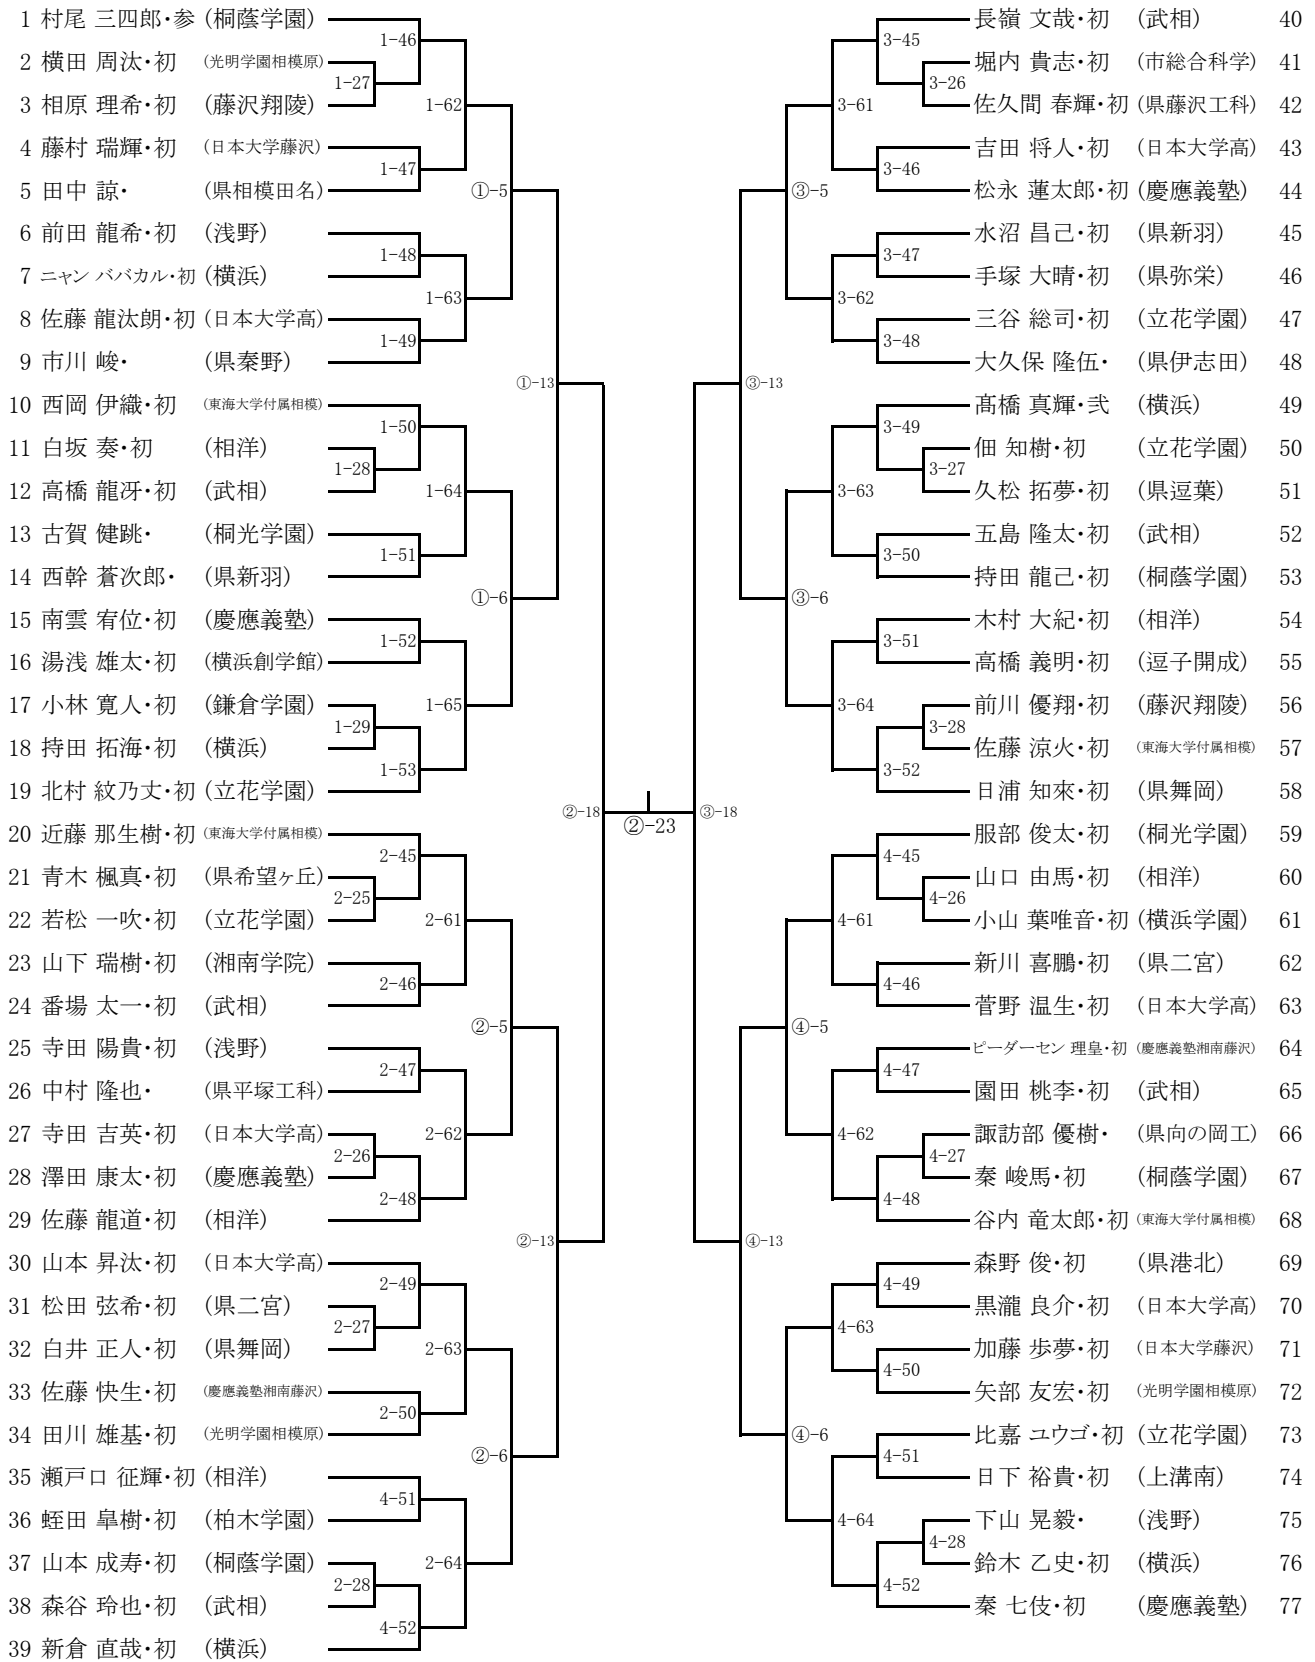 1 村尾 三四郎・参 (桐蔭学園)
2 横田 周汰・初 (光明学園相模原)
3 相原 理希・初 (藤沢翔陵)
4 藤村 瑞輝・初 (日本大学藤沢)
5 田中 諒・ (県相模田名)
6 前田 龍希・初 (浅野)
7 ニャン ババカル・初 (横浜)
8 佐藤 龍汰朗・初 (日本大学高)
9 市川 峻・ (県秦野)
10 西岡 伊織・初 (東海大学付属相模)
11 白坂 奏・初 (相洋)
12 高橋 龍冴・初 (武相)
13 古賀 健跳・ (桐光学園)
14 西幹 蒼次郎・ (県新羽)
15 南雲 宥位・初 (慶應義塾)
16 湯浅 雄太・初 (横浜創学館)
17 小林 寛人・初 (鎌倉学園)
18 持田 拓海・初 (横浜)
19 北村 紋乃丈・初 (立花学園)
20 近藤 那生樹・初 (東海大学付属相模)
21 青木 楓真・初 (県希望ヶ丘)
22 若松 一吹・初 (立花学園)
23 山下 瑞樹・初 (湘南学院)
24 番場 太一・初 (武相)
25 寺田 陽貴・初 (浅野)
26 中村 隆也・ (県平塚工科)
27 寺田 吉英・初 (日本大学高)
28 澤田 康太・初 (慶應義塾)
29 佐藤 龍道・初 (相洋)
30 山本 昇汰・初 (日本大学高)
31 松田 弦希・初 (県二宮)
32 白井 正人・初 (県舞岡)
33 佐藤 快生・初 (慶應義塾湘南藤沢)
34 田川 雄基・初 (光明学園相模原)
35 瀬戸口 征輝・初 (相洋)
36 蛭田 皐樹・初 (柏木学園)
37 山本 成寿・初 (桐蔭学園)
38 森谷 玲也・初 (武相)
39 新倉 直哉・初 (横浜)
1-27
1-28
1-29
2-25
2-26
2-27
2-28
1-46
1-47
1-48
1-49
1-50
1-51
1-52
1-53
2-45
2-46
2-47
2-48
2-49
2-50
4-51
4-52
1-62
1-63
1-64
1-65
2-61
2-62
2-63
2-64
①-5
①-6
②-5
②-6
①-13
②-13
②-18
②-23
③-18
③-13
④-13
③-5
③-6
④-5
④-6
3-61
3-62
3-63
3-64
4-61
4-62
4-63
4-64
3-45
3-46
3-47
3-48
3-49
3-50
3-51
3-52
4-45
4-46
4-47
4-48
4-49
4-50
4-51
4-52
3-26
3-27
3-28
4-26
4-27
4-28
長嶺 文哉・初 (武相) 40
堀内 貴志・初 (市総合科学) 41
佐久間 春輝・初 (県藤沢工科) 42
吉田 将人・初 (日本大学高) 43
松永 蓮太郎・初 (慶應義塾) 44
水沼 昌己・初 (県新羽) 45
手塚 大晴・初 (県弥栄) 46
三谷 総司・初 (立花学園) 47
大久保 隆伍・ (県伊志田) 48
髙橋 真輝・弐 (横浜) 49
佃 知樹・初 (立花学園) 50
久松 拓夢・初 (県逗葉) 51
五島 隆太・初 (武相) 52
持田 龍己・初 (桐蔭学園) 53
木村 大紀・初 (相洋) 54
高橋 義明・初 (逗子開成) 55
前川 優翔・初 (藤沢翔陵) 56
佐藤 涼火・初 (東海大学付属相模) 57
日浦 知來・初 (県舞岡) 58
服部 俊太・初 (桐光学園) 59
山口 由馬・初 (相洋) 60
小山 葉唯音・初 (横浜学園) 61
新川 喜鵬・初 (県二宮) 62
菅野 温生・初 (日本大学高) 63
ピーダーセン 理皇・初 (慶應義塾湘南藤沢) 64
園田 桃李・初 (武相) 65
諏訪部 優樹・ (県向の岡工) 66
秦 峻馬・初 (桐蔭学園) 67
谷内 竜太郎・初 (東海大学付属相模) 68
森野 俊・初 (県港北) 69
黒瀧 良介・初 (日本大学高) 70
加藤 歩夢・初 (日本大学藤沢) 71
矢部 友宏・初 (光明学園相模原) 72
比嘉 ユウゴ・初 (立花学園) 73
日下 裕貴・初 (上溝南) 74
下山 晃毅・ (浅野) 75
鈴木 乙史・初 (横浜) 76
秦 七伎・初 (慶應義塾) 77